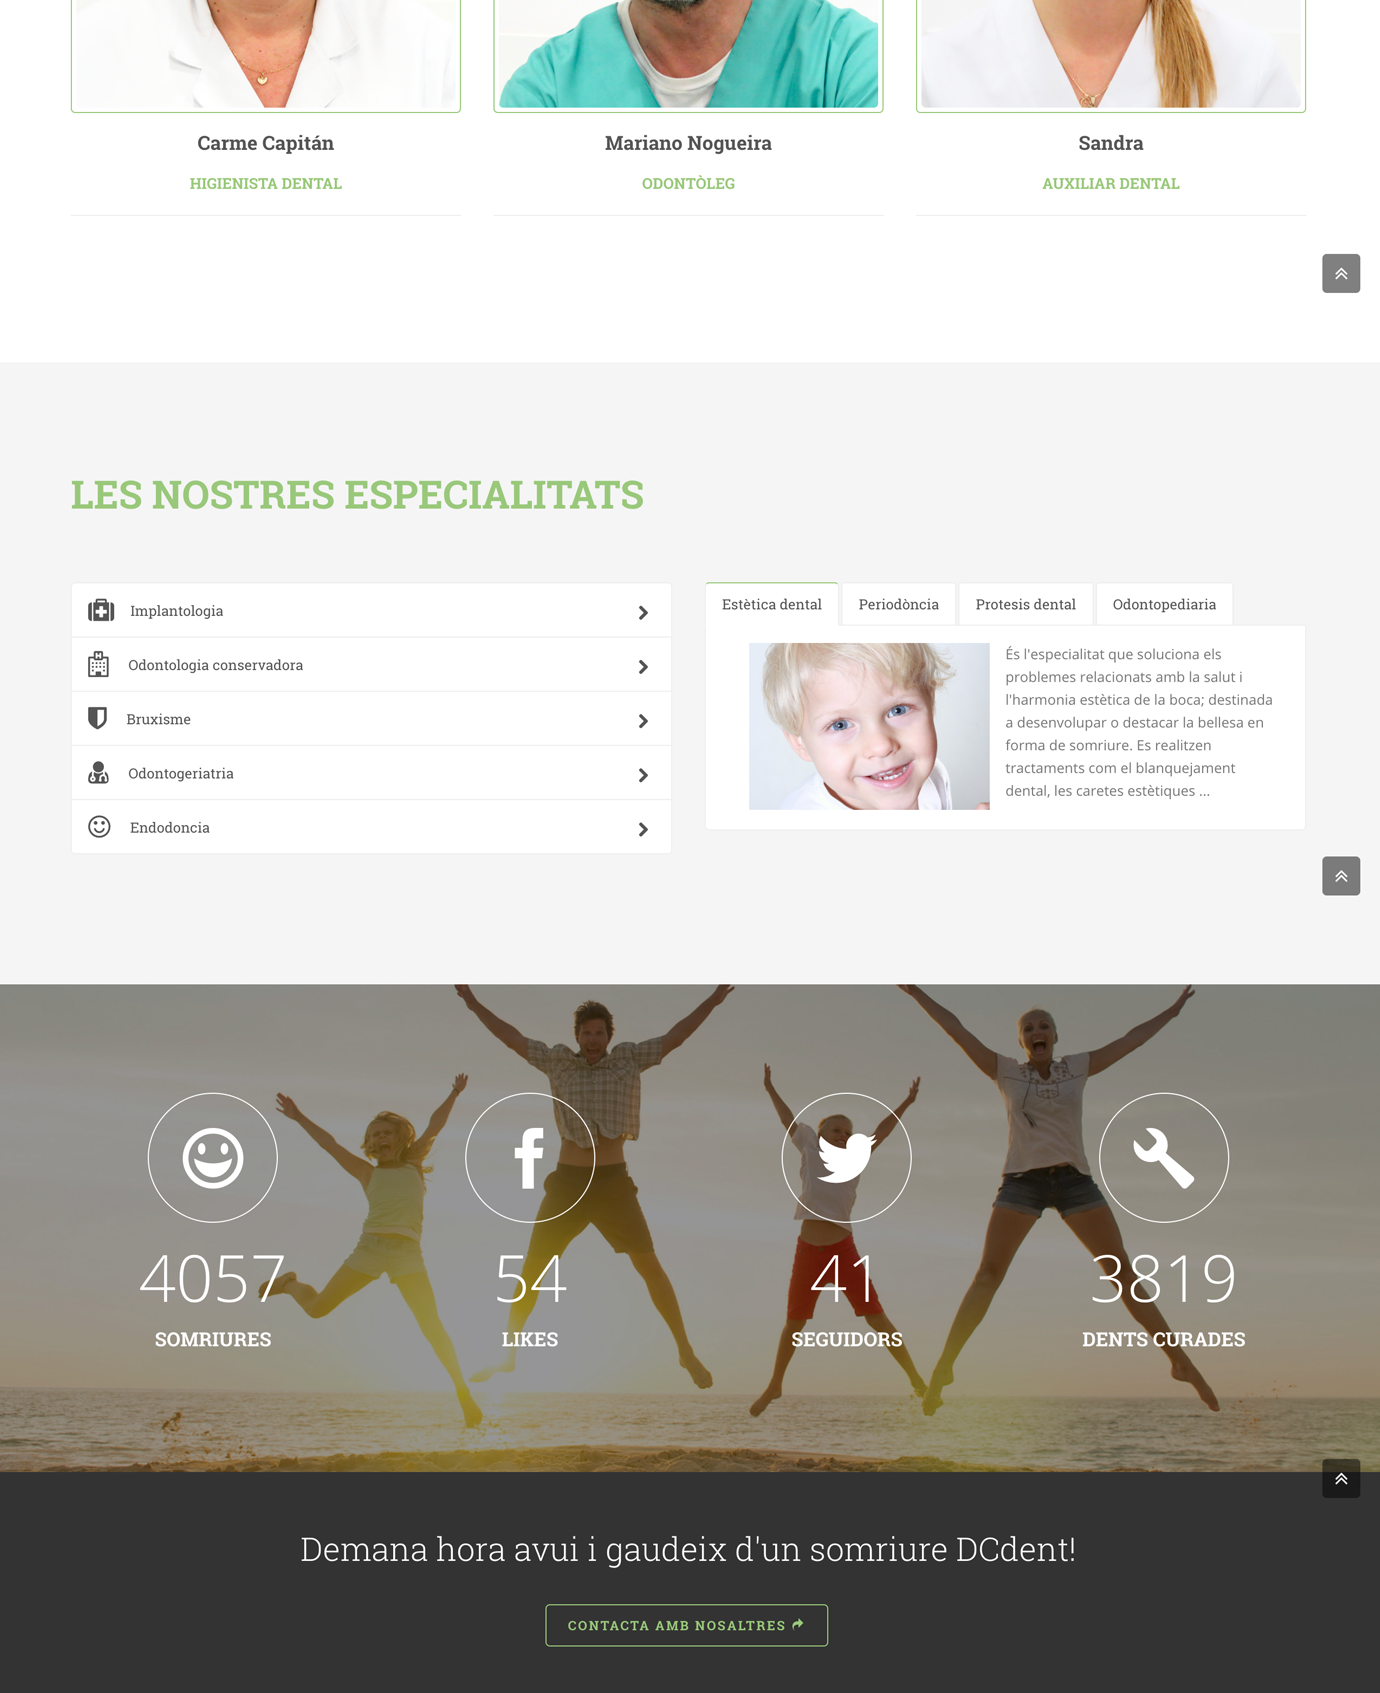 Carme Capitán
HIGIENISTA DENTAL
Mariano Nogueira
ODONTÒLEG
Sandra
AUXILIAR DENTAL
LES NOSTRES ESPECIALITATS
Implantologia
Odontologia conservadora
Bruxisme
Odontogeriatria
Endodoncia
Estètica dental
Periodòncia
Protesis dental
Odontopediaria
És l'especialitat que soluciona els
problemes relacionats amb la salut i
l'harmonia estètica de la boca; destinada
a desenvolupar o destacar la bellesa en
forma de somriure. Es realitzen
tractaments com el blanquejament
dental, les caretes estètiques ...
4057
SOMRIURES
54
LIKES
41
SEGUIDORS
3819
DENTS CURADES
Demana hora avui i gaudeix d'un somriure DCdent!
CONTACTA AMB NOSALTRES